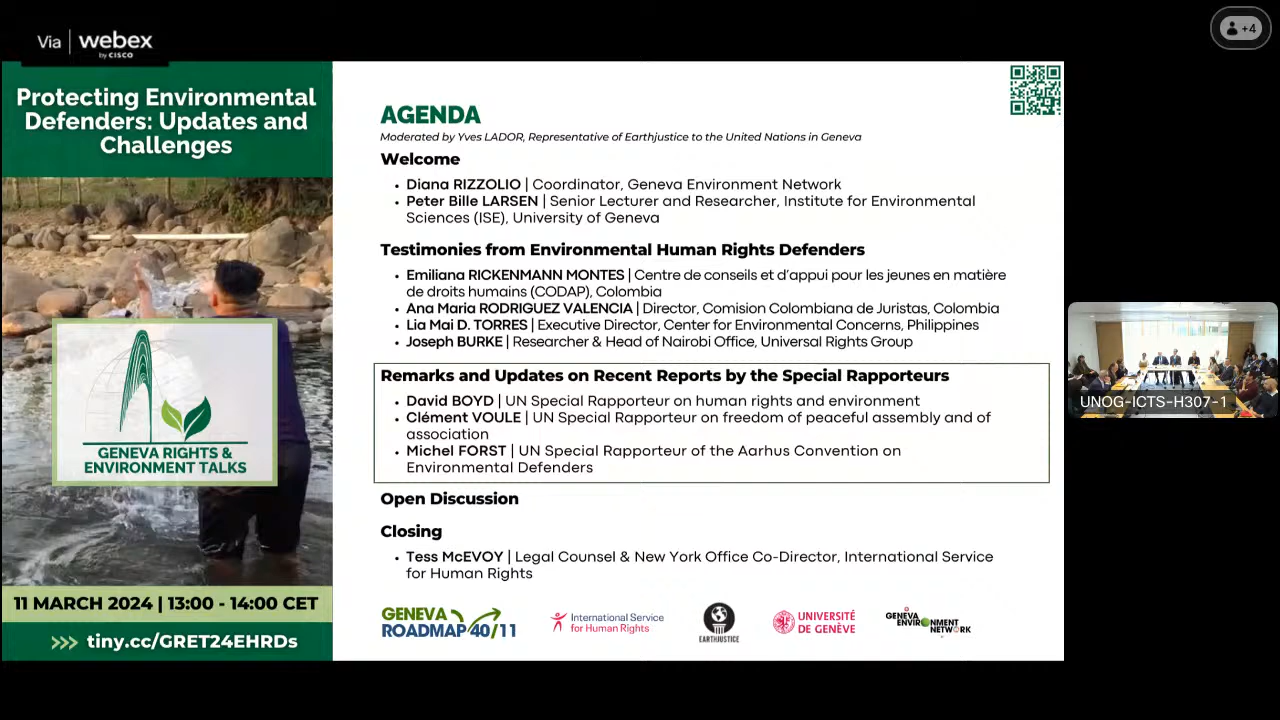 Via webex
by CISCO
+4
Protecting Environmental
Defenders: Updates and
Challenges
GENEVA RIGHTS &
ENVIRONMENT TALKS
11 MARCH 2024 | 13:00 - 14:00 CET
>>> tiny.cc/GRET24EHRDs
AGENDA
Moderated by Yves LADOR, Representative of Earthjustice to the United Nations in Geneva
Welcome
• Diana RIZZOLIO | Coordinator, Geneva Environment Network
• Peter Bille LARSEN | Senior Lecturer and Researcher, Institute for Environmental
Sciences (ISE), University of Geneva
Testimonies from Environmental Human Rights Defenders
• Emiliana RICKENMANN MONTES | Centre de conseils et d'appui pour les jeunes en matière
de droits humains (CODAP), Colombia
• Ana Maria RODRIGUEZ VALENCIA | Director, Comision Colombiana de Juristas, Colombia
• Lia Mai D. TORRES | Executive Director, Center for Environmental Concerns, Philippines
• Joseph BURKE | Researcher & Head of Nairobi Office, Universal Rights Group
Remarks and Updates on Recent Reports by the Special Rapporteurs
• David BOYD | UN Special Rapporteur on human rights and environment
• Clément VOULE | UN Special Rapporteur on freedom of peaceful assembly and of
association
• Michel FORST | UN Special Rapporteur of the Aarhus Convention on
Environmental Defenders
Open Discussion
Closing
• Tess McEVOY | Legal Counsel & New York Office Co-Director, International Service
for Human Rights
GENEVA
ROADMAP 40/11
International Service
for Human Rights
EARTHJUSTICE
UNIVERSITÉ
DE GENÈVE
GENEVA
ENVIRONMENT
NETWORK
UNOG-ICTS-H307-1